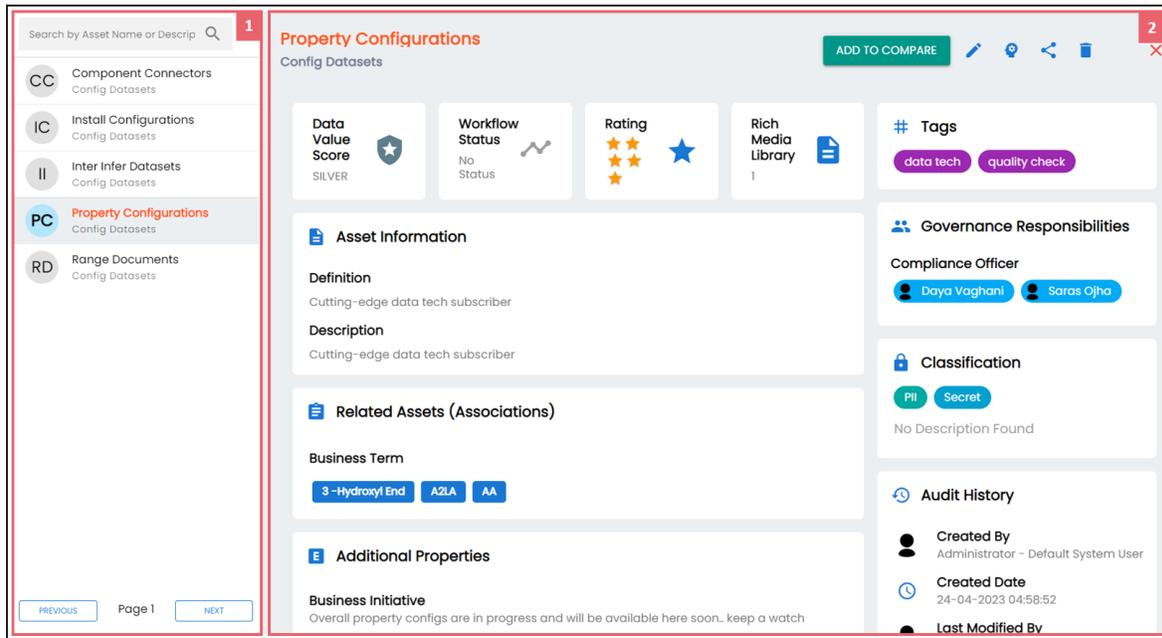 Search by Asset Name or Descrip
1
CC
Component Connectors
Config Datasets
IC
Install Configurations
Config Datasets
II
Inter Infer Datasets
Config Datasets
PC
Property Configurations
Config Datasets
RD
Range Documents
Config Datasets
PREVIOUS
Page 1
NEXT
2
Property Configurations
Config Datasets
ADD TO COMPARE
Data
Value
Score
SILVER
Workflow
Status
No
Status
Rating
Rich
Media
Library
1
Asset Information
Definition
Cutting-edge data tech subscriber
Description
Cutting-edge data tech subscriber
Related Assets (Associations)
Business Term
3 -Hydroxyl End
A2LA
AA
E
Additional Properties
Business Initiative
Overall property configs are in progress and will be available here soon.. keep a watch
Tags
data tech
quality check
Governance Responsibilities
Compliance Officer
Daya Vaghani
Saras Ojha
Classification
PII
Secret
No Description Found
Audit History
Created By
Administrator - Default System User
Created Date
24-04-2023 04:58:52
Last Modified By